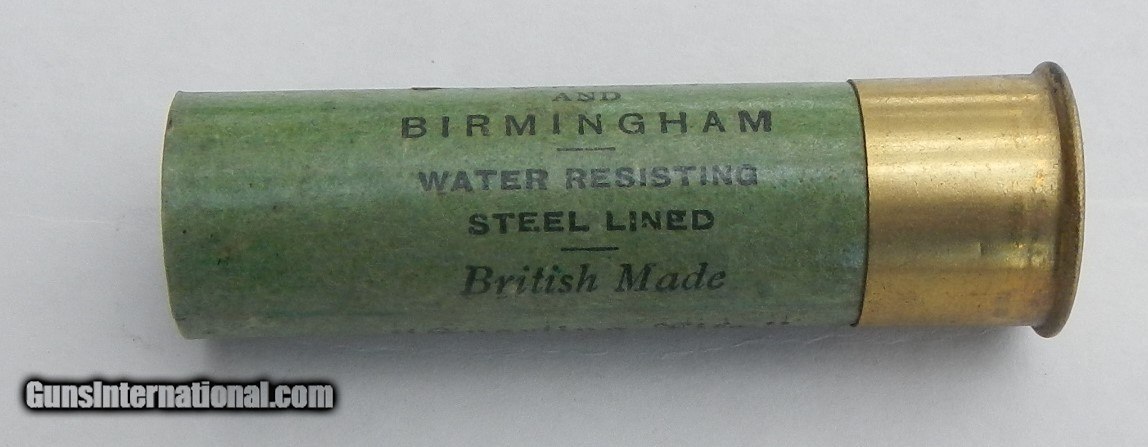 AND
BIRMINGHAM
WATER RESISTING
STEEL LINED
British Made
GunsInternational.com